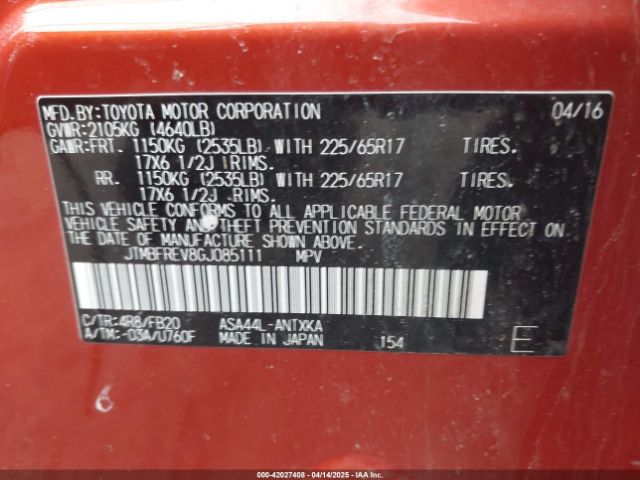 MFD.BY:TOYOTA MOTOR CORPORATION 04/16
GVWR:2105KG (4640LB)
GAWR:FRT. 1150KG (2535LB) WITH 225/65R17 TIRES.
17X6 1/2J RIMS.
RR. 1150KG (2535LB) WITH 225/65R17 TIRES.
17X6 1/2J RIMS.
THIS VEHICLE CONFORMS TO ALL APPLICABLE FEDERAL MOTOR
VEHICLE SAFETY AND THEFT PREVENTION STANDARDS IN EFFECT ON
THE DATE OF MANUFACTURE SHOWN ABOVE.
JTMBFREV8GJ085111 MPV
C/TR:4R8/FB20 ASA44L-ANTXKA
A/TM:-03A/U760F MADE IN JAPAN 154 E
000-42027408 - 04/14/2025 - IAAI.COM